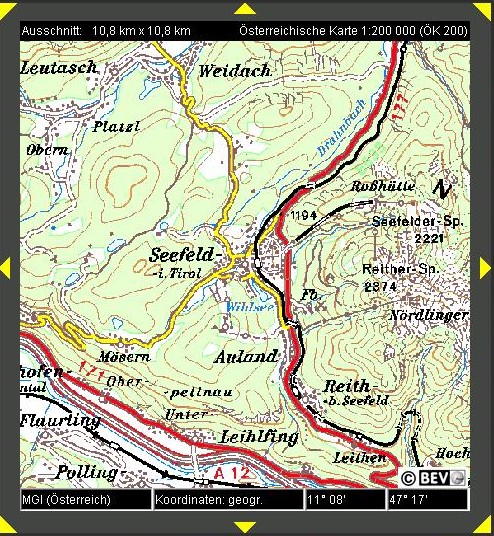 Ausschnitt: 10,8 km x 10,8 km Österreichische Karte 1:200 000 (ÖK 200)
Leutasch
Weidach
177
Platzl
Drahnbach
Obern
Roßhütte
N
1194
Seefelder-Sp.
2221
Seefeld-
i. Tirol
Reither-Sp.
2374
Fb.
Wildsee
Nördlinger
Mösern
Auland
hofen-
171
Ober-
-pettnau
Reith
-b. Seefeld
Unter-
Flaurling
Leiblfing
Leithen
Hoch
Polling
A 12
© BEV
MGI (Österreich) Koordinaten: geogr. 11° 08' 47° 17'